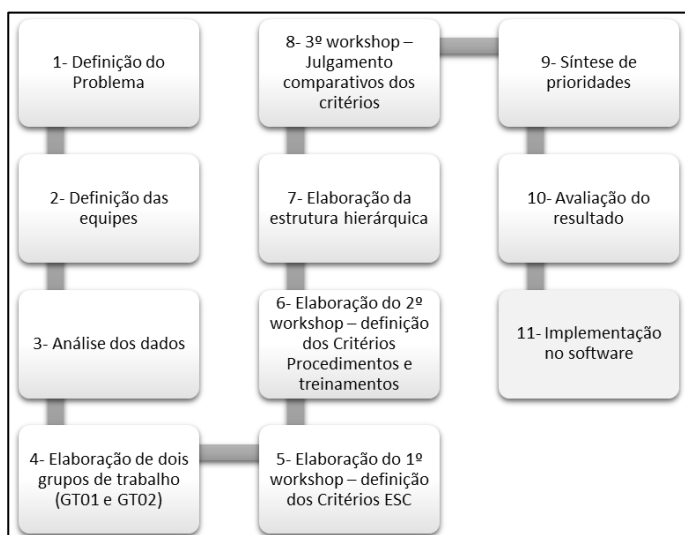 1- Definição do
Problema
2- Definição das
equipes
3- Análise dos dados
4- Elaboração de dois
grupos de trabalho
(GT01 e GT02)
5- Elaboração do 1º
workshop – definição
dos Critérios ESC
6- Elaboração do 2º
workshop – definição
dos Critérios
Procedimentos e
treinamentos
7- Elaboração da
estrutura hierárquica
8- 3º workshop –
Julgamento
comparativos dos
critérios
9- Síntese de
prioridades
10- Avaliação do
resultado
11- Implementação
no software